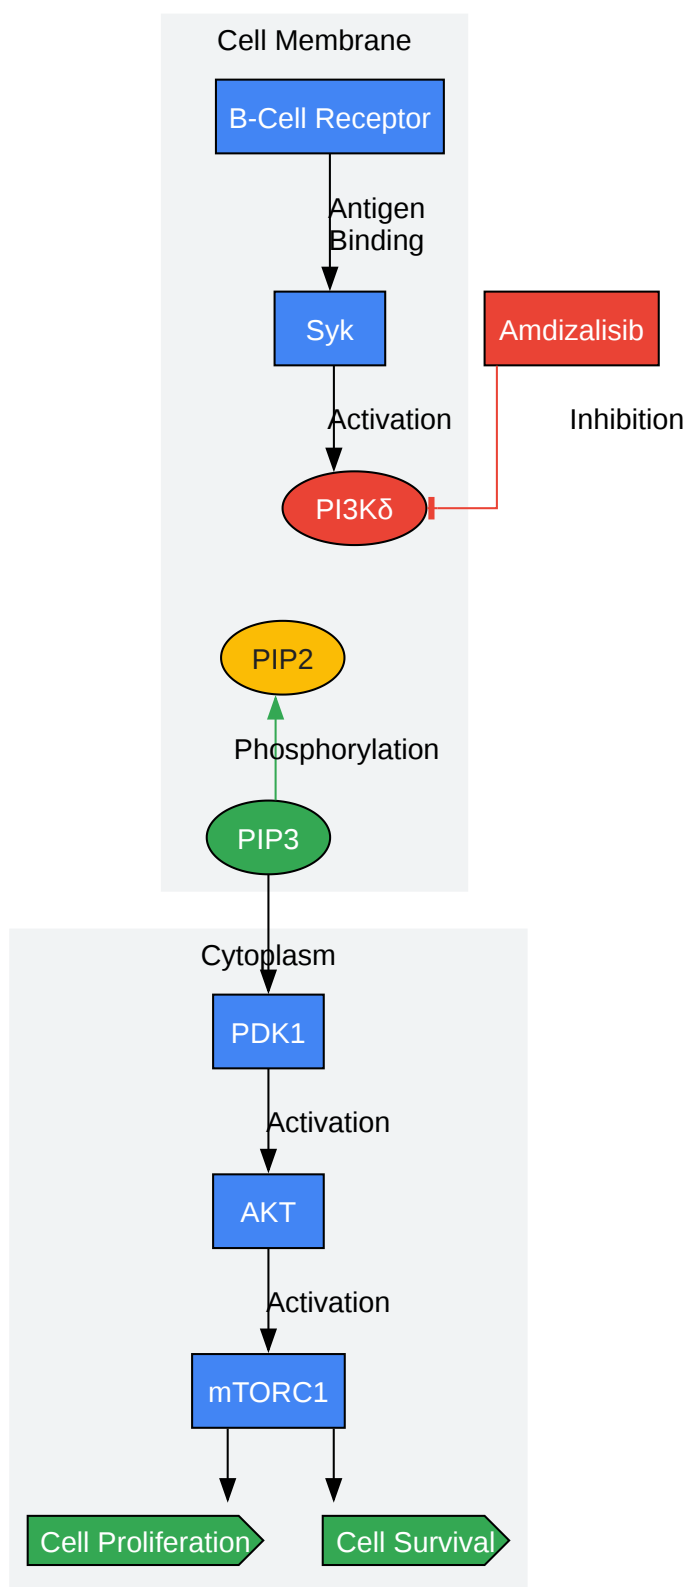 Cell Membrane
B-Cell Receptor
Antigen
Binding
Syk
Amdizalisib
Activation
Inhibition
PI3Kδ
PIP2
Phosphorylation
PIP3
Cytoplasm
PDK1
Activation
AKT
Activation
mTORC1
Cell Proliferation
Cell Survival